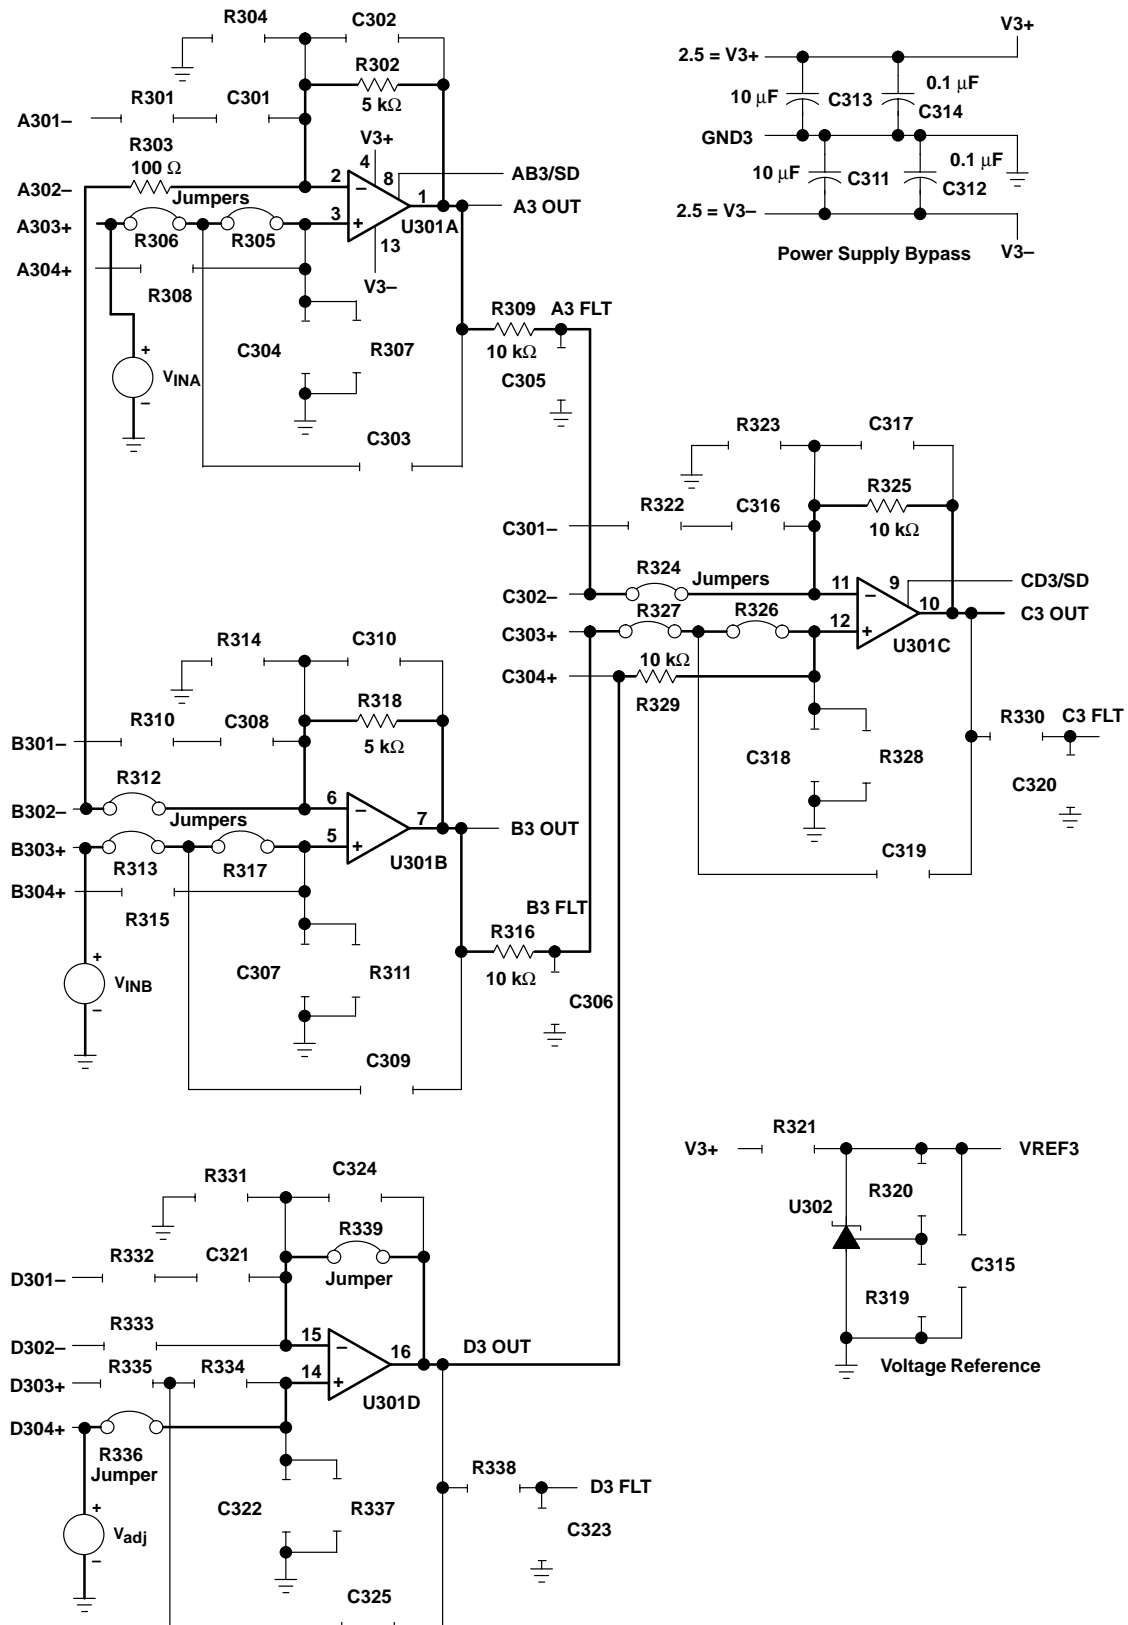 R304
C302
R302
5 kΩ
R301
C301
A301–
R303
100 Ω
V3+
4
8
AB3/SD
A302–
Jumpers
2
–
1
A3 OUT
A303+
R306
R305
3
+
U301A
13
A304+
R308
V3–
R309
A3 FLT
10 kΩ
C304
R307
C305
+
VINA
–
C303
V3+
2.5 = V3+
10 µF
C313
0.1 µF
C314
GND3
10 µF
C311
0.1 µF
C312
2.5 = V3–
Power Supply Bypass
V3–
R323
C317
R325
10 kΩ
R322
C316
C301–
R324
Jumpers
11
9
–
CD3/SD
C302–
10
C3 OUT
R327
R326
12
+
C303+
U301C
10 kΩ
C304+
R329
R330
C3 FLT
C318
R328
C320
C319
R314
C310
R318
5 kΩ
R310
C308
B301–
R312
6
–
B302–
Jumpers
7
B3 OUT
B303+
5
+
R313
R317
U301B
B304+
R315
B3 FLT
R316
10 kΩ
C307
R311
C306
+
VINB
–
C309
R321
V3+
VREF3
R320
U302
C315
R319
Voltage Reference
R331
C324
R339
Jumper
R332
C321
D301–
R333
15
–
16
D3 OUT
D302–
R335
R334
14
+
D303+
U301D
D304+
R336
Jumper
R338
D3 FLT
C322
R337
C323
+
Vadj
–
C325